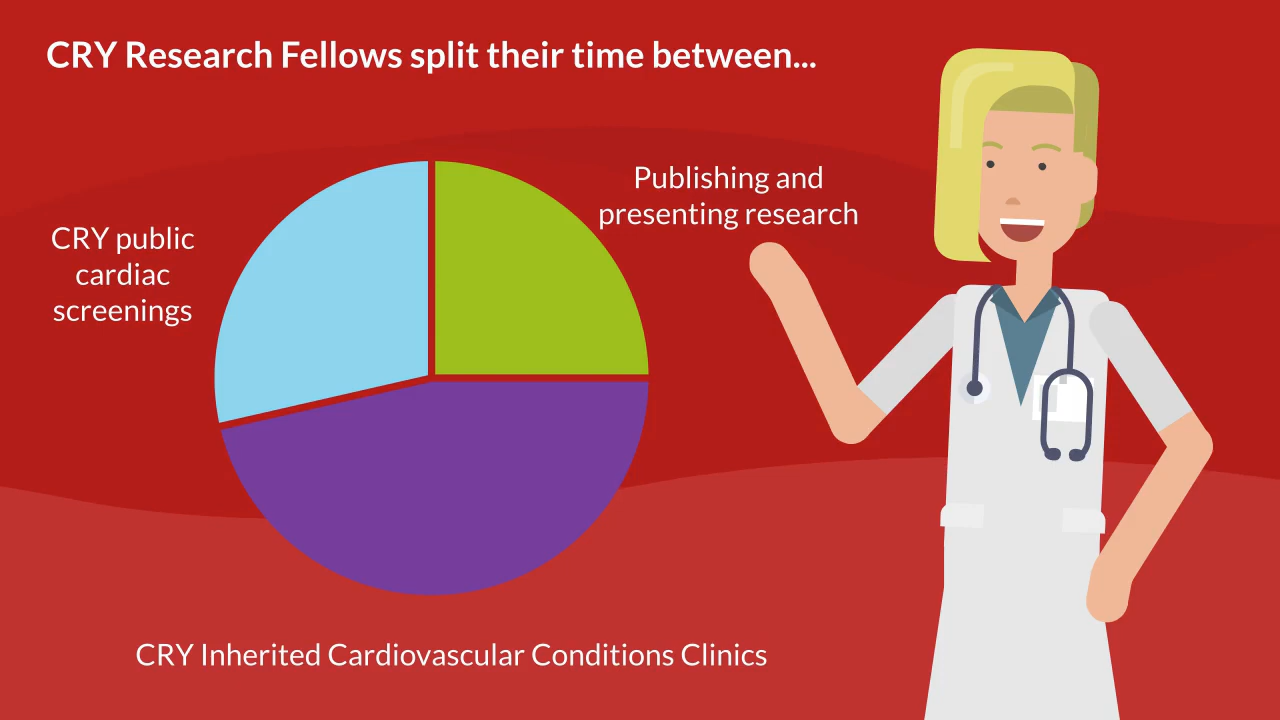 CRY Research Fellows split their time between...
Publishing and
presenting research
CRY public
cardiac
screenings
CRY Inherited Cardiovascular Conditions Clinics